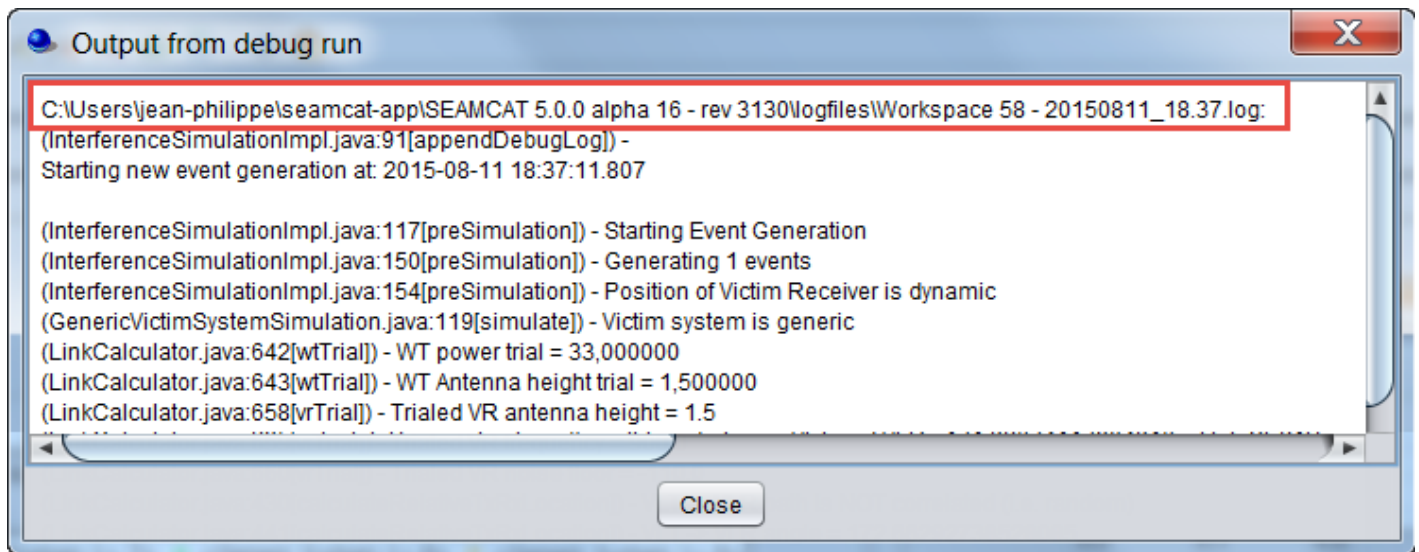 Output from debug run
C:\Users\jean-philippe\seamcat-app\SEAMCAT 5.0.0 alpha 16 - rev 3130\logfiles\Workspace 58 - 20150811_18.37.log:
(InterferenceSimulationImpl.java:91[appendDebugLog]) -
Starting new event generation at: 2015-08-11 18:37:11.807
(InterferenceSimulationImpl.java:117[preSimulation]) - Starting Event Generation
(InterferenceSimulationImpl.java:150[preSimulation]) - Generating 1 events
(InterferenceSimulationImpl.java:154[preSimulation]) - Position of Victim Receiver is dynamic
(GenericVictimSystemSimulation.java:119[simulate]) - Victim system is generic
(LinkCalculator.java:642[wtTrial]) - WT power trial = 33,000000
(LinkCalculator.java:643[wtTrial]) - WT Antenna height trial = 1,500000
(LinkCalculator.java:658[vrTrial]) - Trialed VR antenna height = 1.5
Close